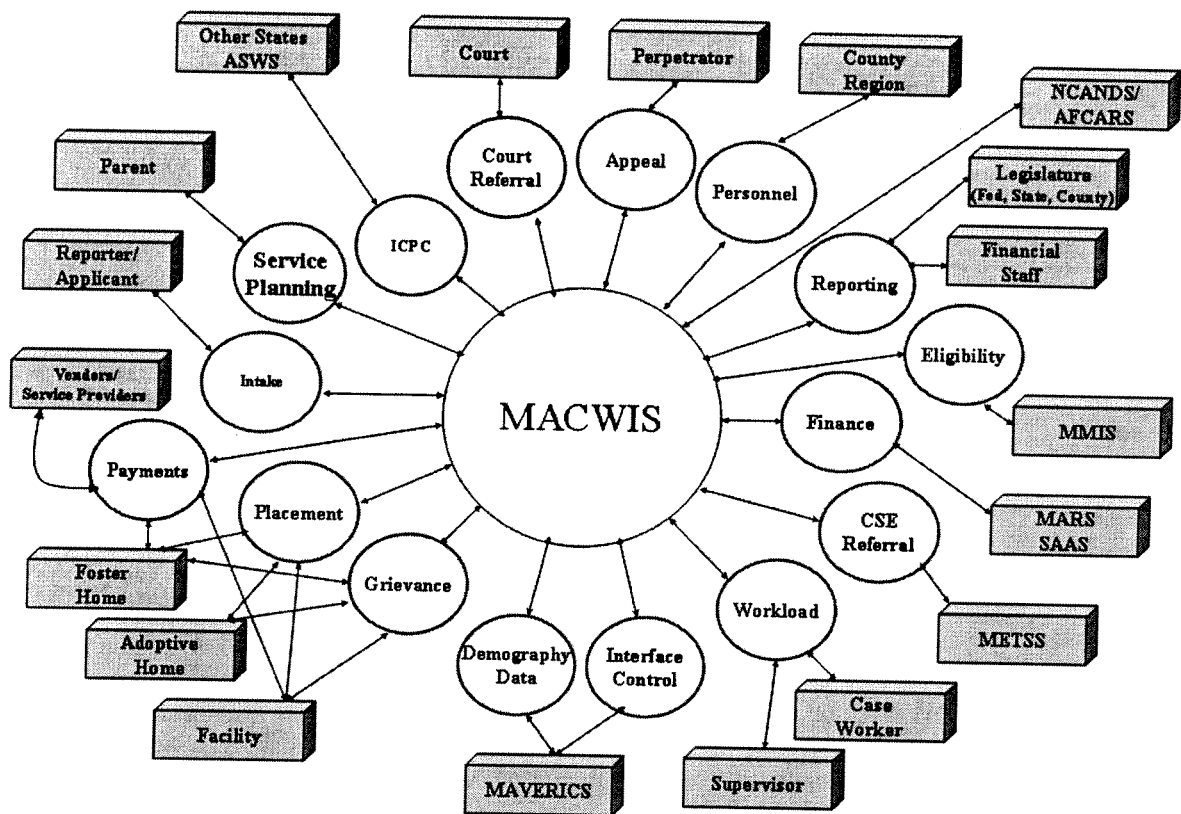 Other States
ASWS
Court
Perpetrator
County
Region
NCANDS/
AFCARS
Parent
Court
Referral
Appeal
Personnel
Legislature
(Fed, State, County)
Reporter/
Applicant
Service
Planning
ICPC
Reporting
Financial
Staff
Venders/
Service Providers
Intake
MACWIS
Eligibility
Finance
MMIS
Payments
Placement
CSE
Referral
MARS
SAAS
Foster
Home
Grievance
Workload
Adoptive
Home
Demography
Data
Interface
Control
METSS
Facility
Case
Worker
MAVERICS
Supervisor